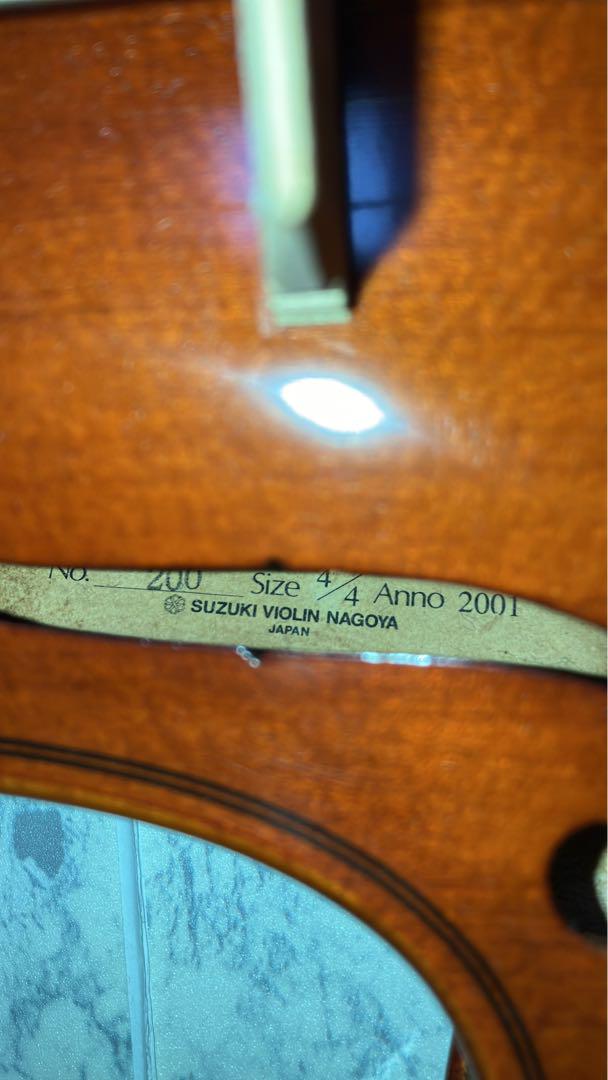 No. 200 Size 4/4 Anno 2001
SUZUKI VIOLIN NAGOYA
JAPAN